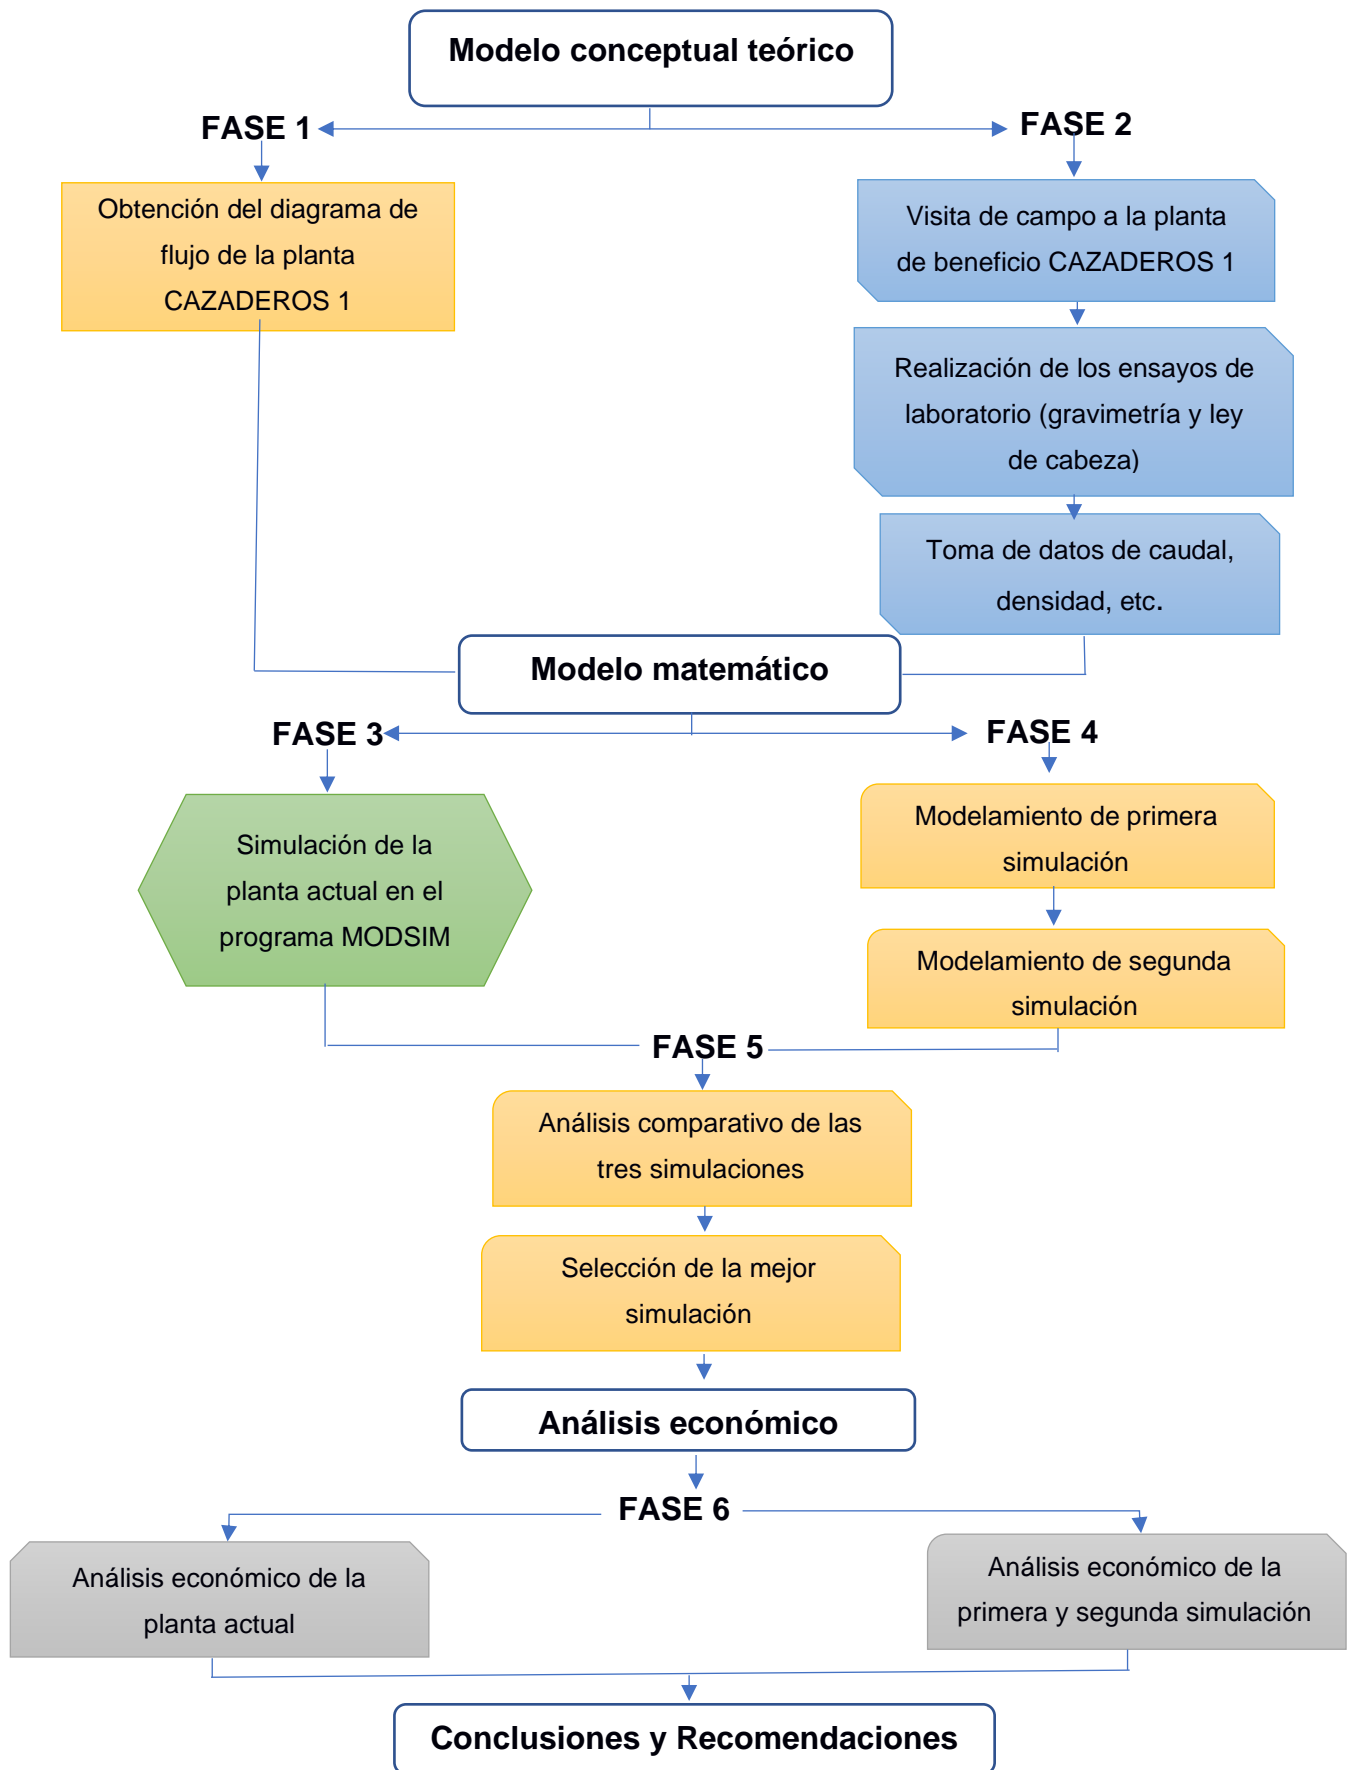 Modelo conceptual teórico
FASE 1
FASE 2
Obtención del diagrama de
flujo de la planta
CAZADEROS 1
Visita de campo a la planta
de beneficio CAZADEROS 1
Realización de los ensayos de
laboratorio (gravimetría y ley
de cabeza)
Toma de datos de caudal,
densidad, etc.
Modelo matemático
FASE 3
FASE 4
Simulación de la
planta actual en el
programa MODSIM
Modelamiento de primera
simulación
Modelamiento de segunda
simulación
FASE 5
Análisis comparativo de las
tres simulaciones
Selección de la mejor
simulación
Análisis económico
FASE 6
Análisis económico de la
planta actual
Análisis económico de la
primera y segunda simulación
Conclusiones y Recomendaciones